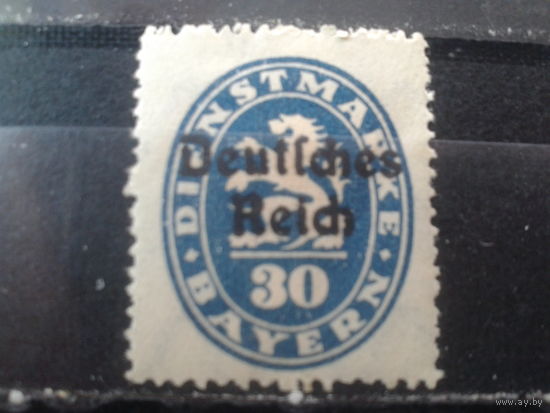 DIENSTMARKE
Deutsches
Reich
30
BAYERN
www.ay.by